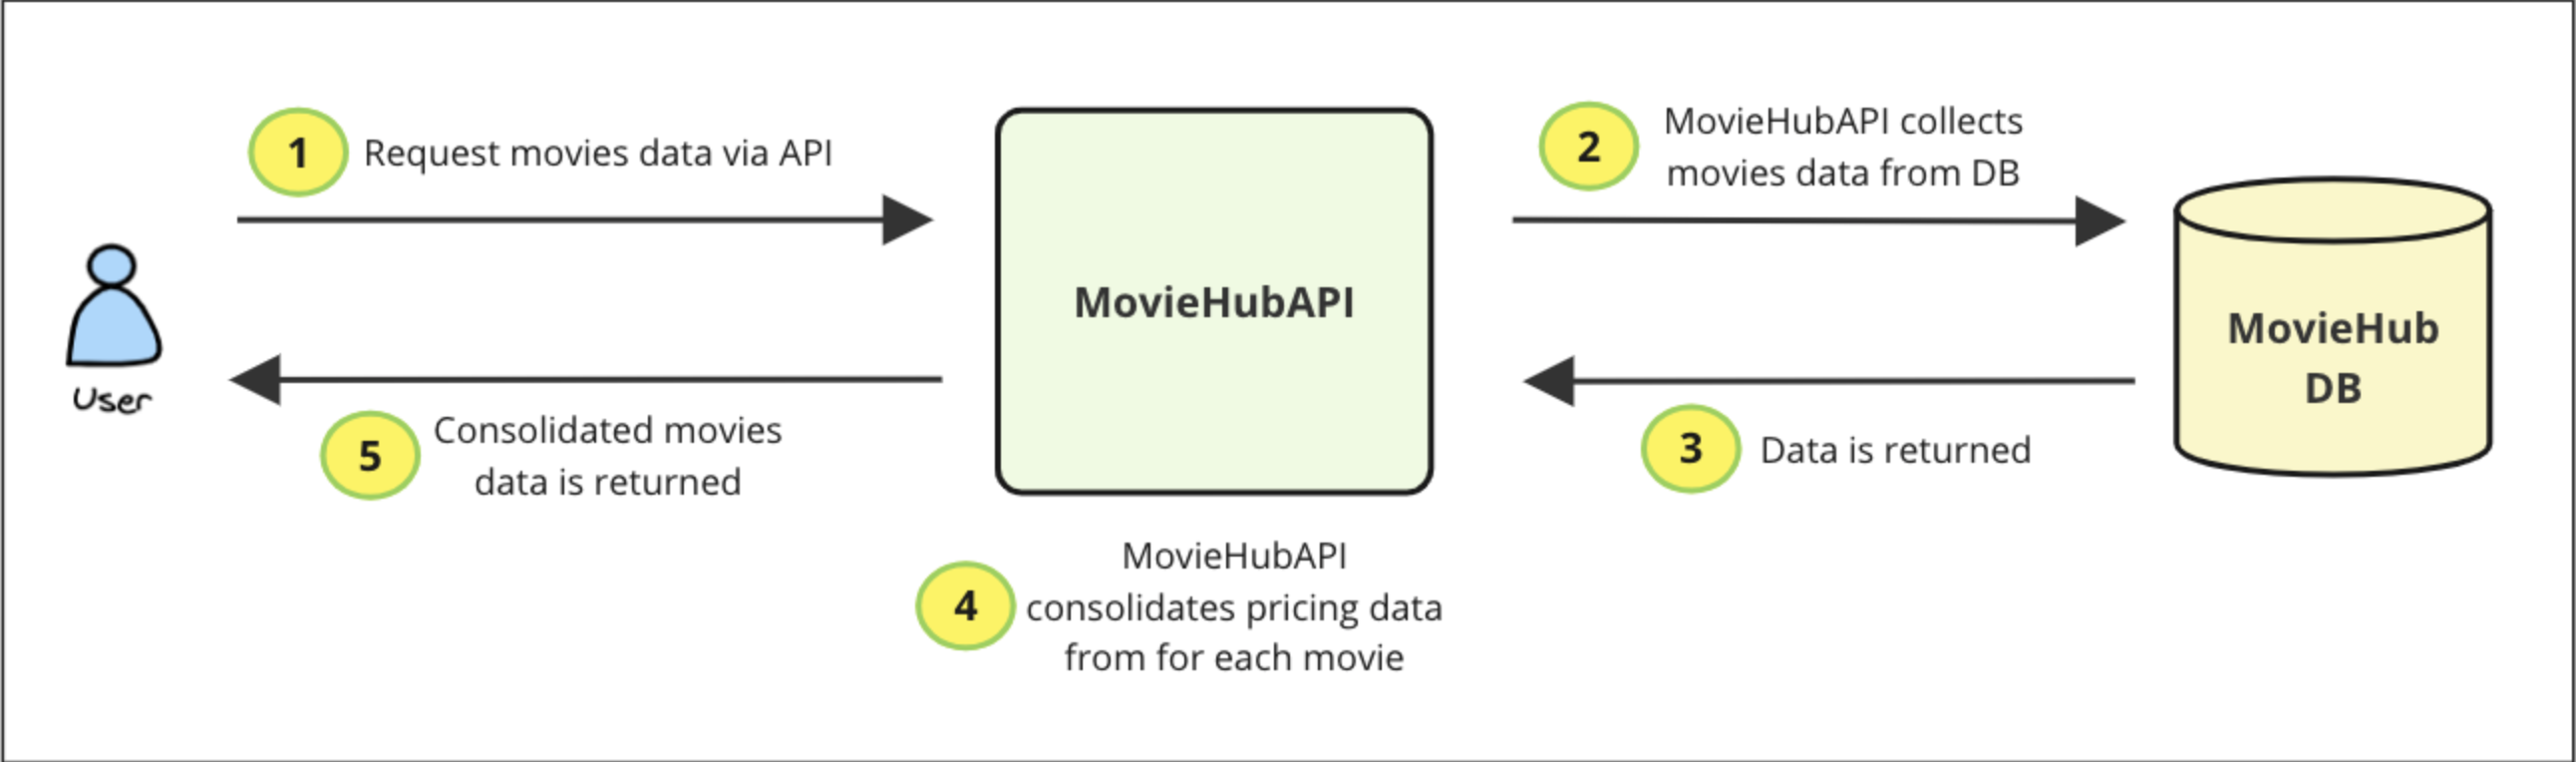 1
Request movies data via API
2
MovieHubAPI collects
movies data from DB
MovieHubAPI
MovieHub
DB
User
5
Consolidated movies
data is returned
3
Data is returned
4
MovieHubAPI
consolidates pricing data
from for each movie